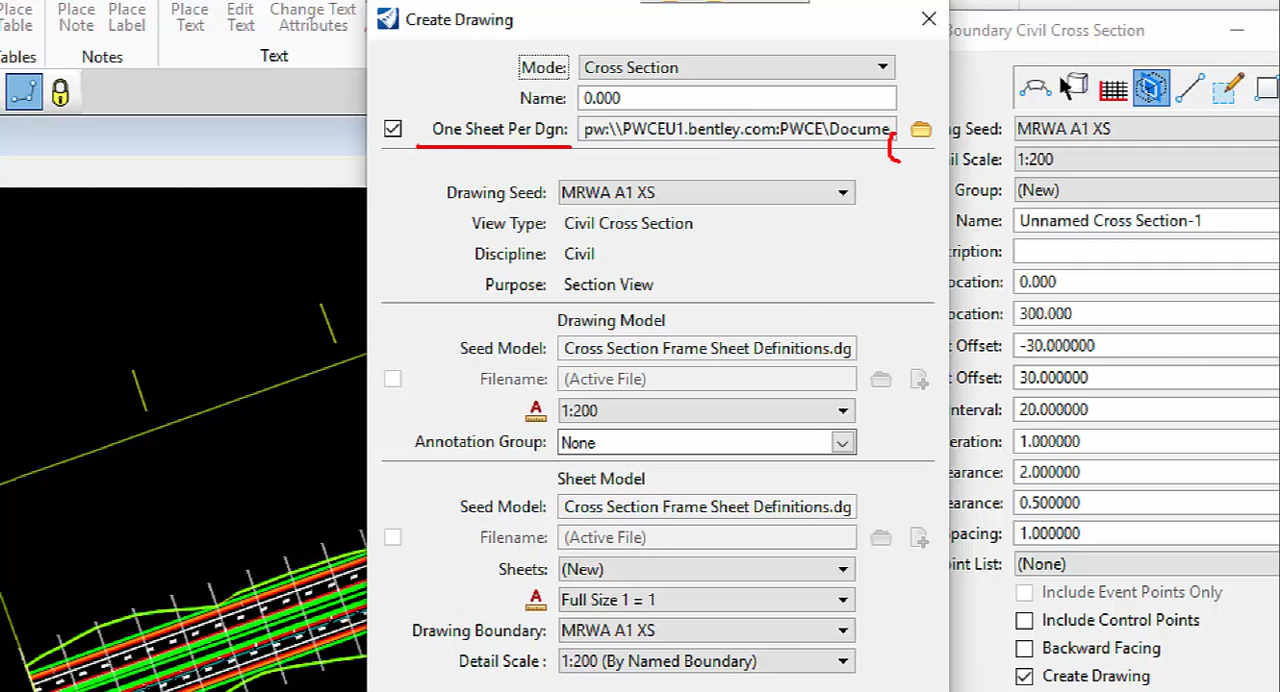 Place Table
Place Note
Place Label
Place Text
Edit Text
Change Text Attributes
Tables
Notes
Text
Create Drawing
Mode: Cross Section
Name: 0.000
One Sheet Per Dgn: pw:\\PWCEU1.bentley.com:PWCE\Docume
Drawing Seed: MRWA A1 XS
View Type: Civil Cross Section
Discipline: Civil
Purpose: Section View
Drawing Model
Seed Model: Cross Section Frame Sheet Definitions.dg
Filename: (Active File)
A 1:200
Annotation Group: None
Sheet Model
Seed Model: Cross Section Frame Sheet Definitions.dg
Filename: (Active File)
Sheets: (New)
A Full Size 1 = 1
Drawing Boundary: MRWA A1 XS
Detail Scale : 1:200 (By Named Boundary)
Boundary Civil Cross Section
g Seed: MRWA A1 XS
il Scale: 1:200
Group: (New)
Name: Unnamed Cross Section-1
ription:
ocation: 0.000
ocation: 300.000
t Offset: -30.000000
t Offset: 30.000000
nterval: 20.000000
eration: 1.000000
earance: 2.000000
earance: 0.500000
pacing: 1.000000
int List: (None)
Include Event Points Only
Include Control Points
Backward Facing
Create Drawing